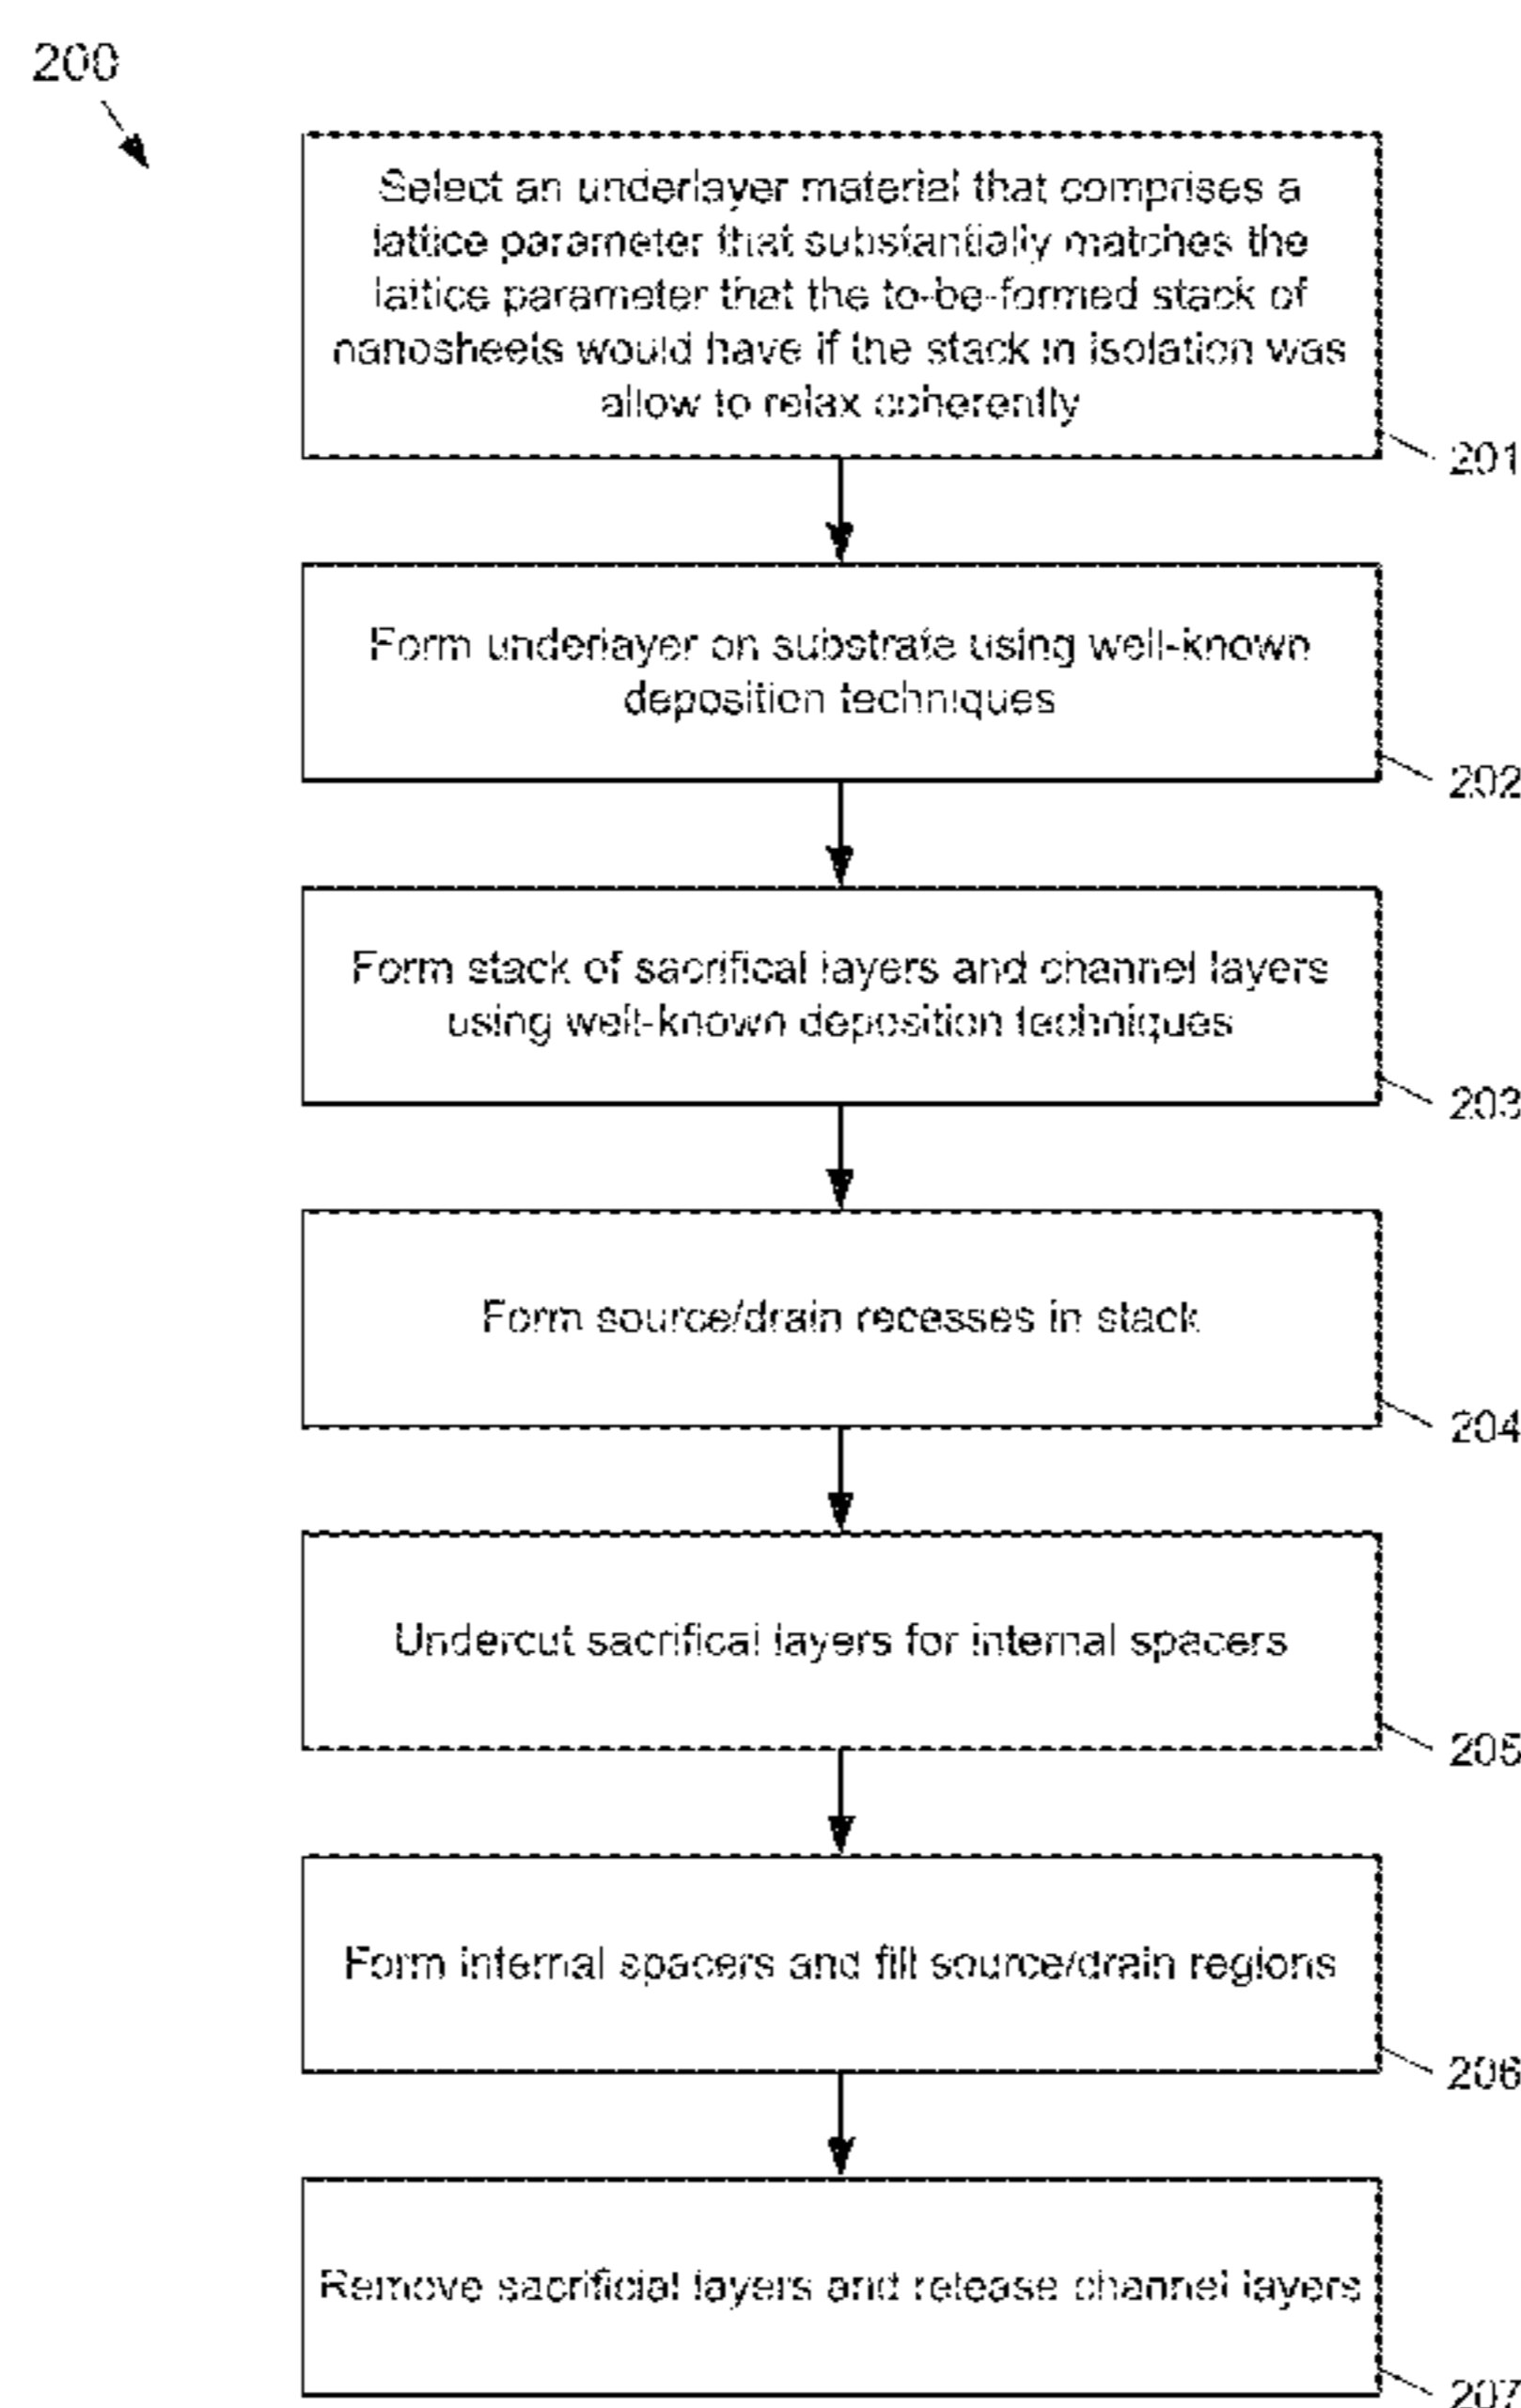 200
Select an underlayer material that comprises a
lattice parameter that substantially matches the
lattice parameter that the to-be-formed stack of
nanosheets would have if the stack in isolation was
allow to relax coherently
201
Form underlayer on substrate using well-known
deposition techniques
202
Form stack of sacrifical layers and channel layers
using well-known deposition techniques
203
Form source/drain recesses in stack
204
Undercut sacrifical layers for internal spacers
205
Form internal spacers and fill source/drain regions
206
Remove sacrificial layers and release channel layers
207